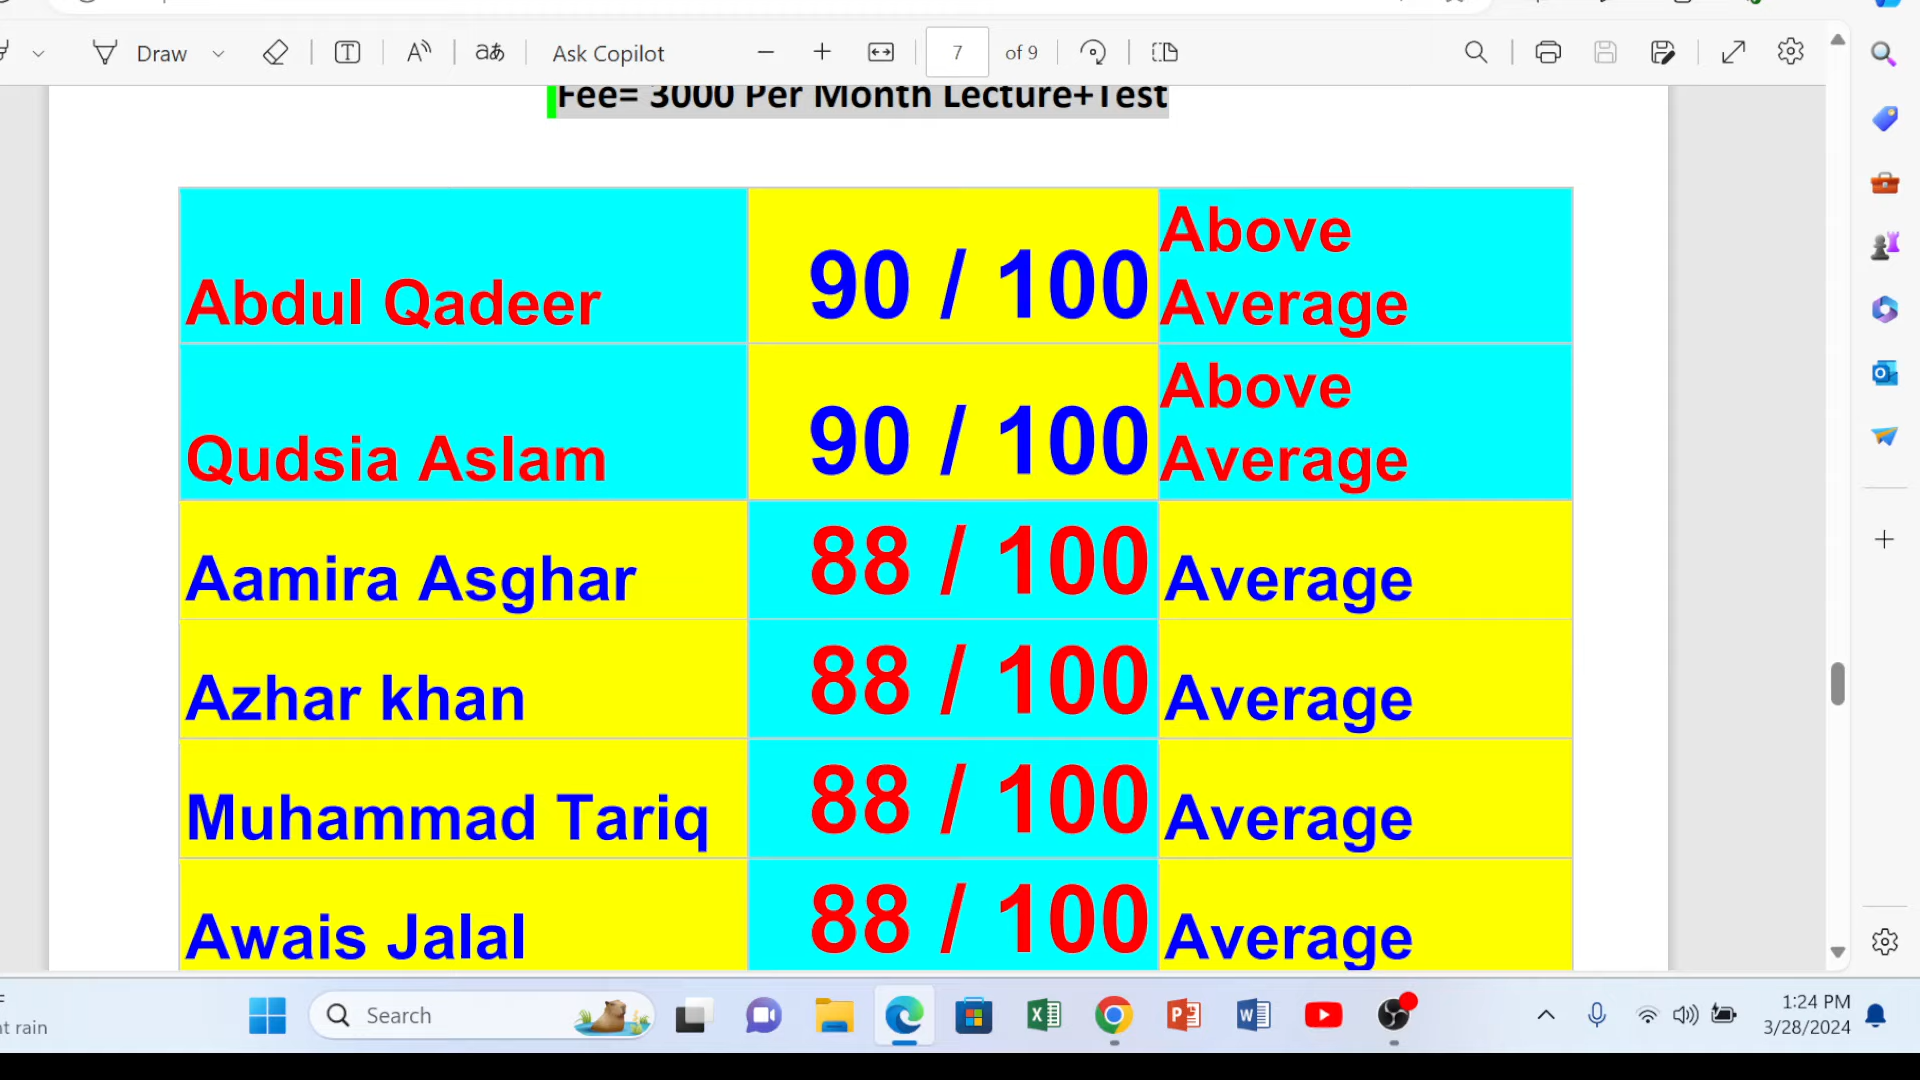 Draw
A
aあ
Ask Copilot
7
of 9
Fee= 3000 Per Month Lecture+Test
Abdul Qadeer
90 / 100
Above
Average
Qudsia Aslam
90 / 100
Above
Average
Aamira Asghar
88 / 100
Average
Azhar khan
88 / 100
Average
Muhammad Tariq
88 / 100
Average
Awais Jalal
88 / 100
Average
rain
Search
1:24 PM
3/28/2024